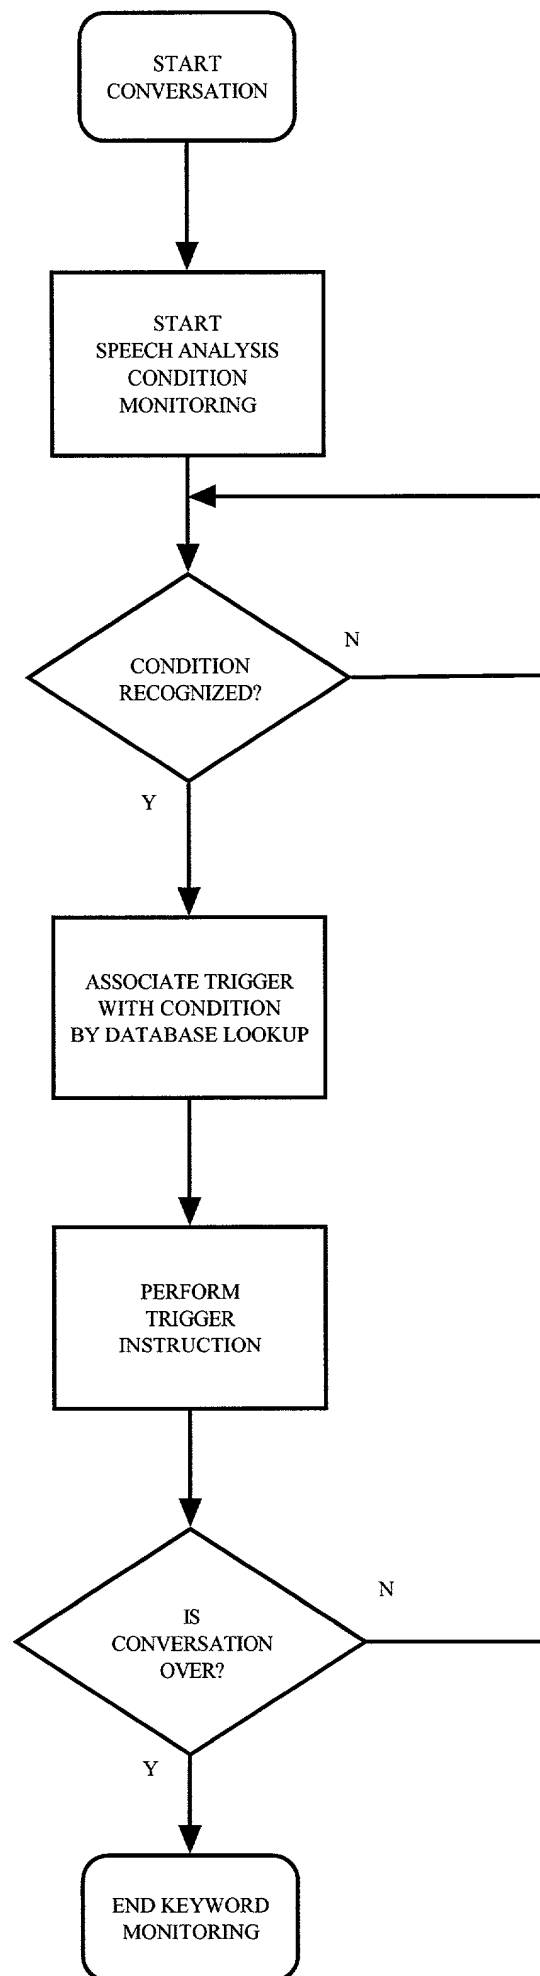 START
CONVERSATION
START
SPEECH ANALYSIS
CONDITION
MONITORING
N
CONDITION
RECOGNIZED?
Y
ASSOCIATE TRIGGER
WITH CONDITION
BY DATABASE LOOKUP
PERFORM
TRIGGER
INSTRUCTION
N
IS
CONVERSATION
OVER?
Y
END KEYWORD
MONITORING